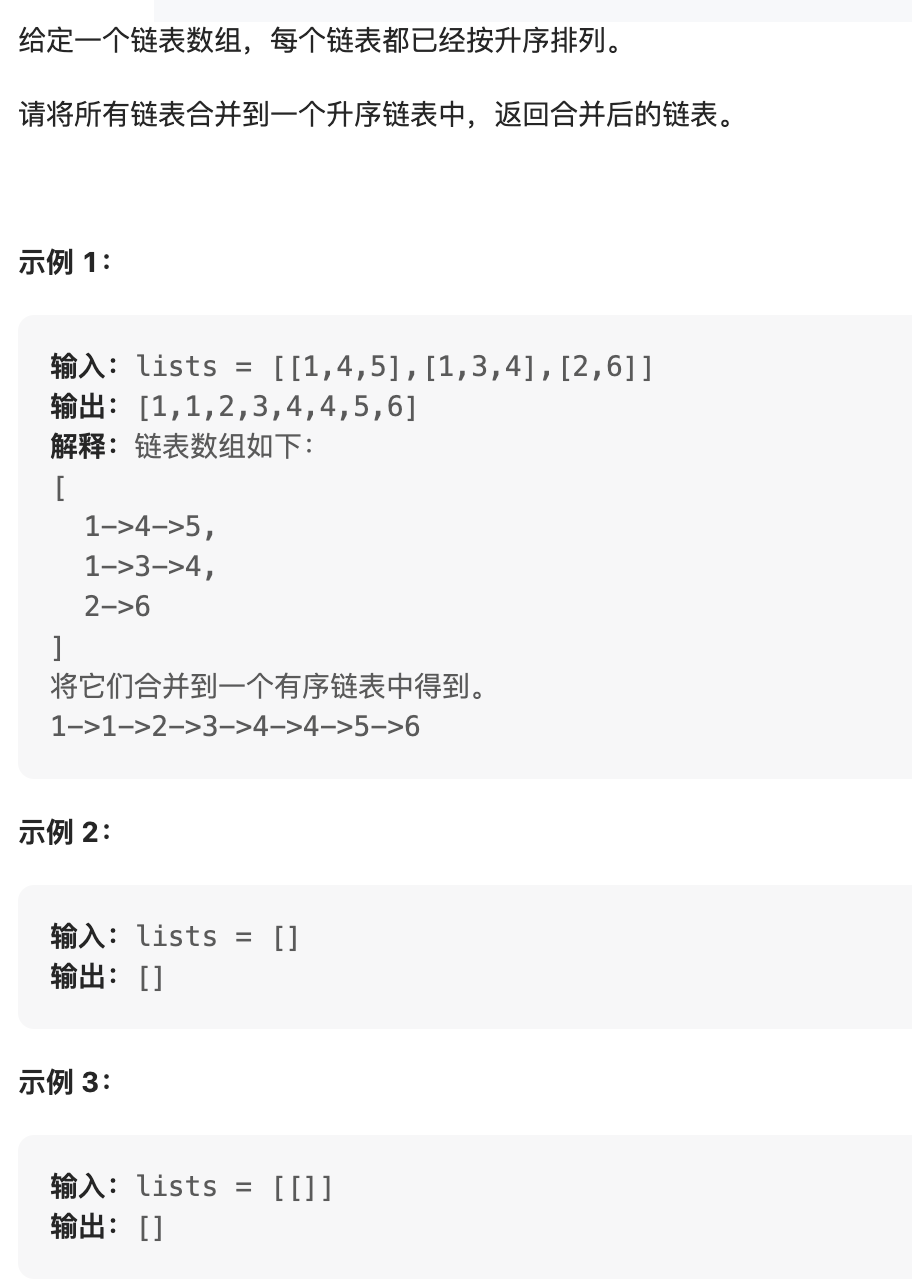 给定一个链表数组，每个链表都已经按升序排列。
请将所有链表合并到一个升序链表中，返回合并后的链表。
示例 1：
输入：lists = [[1,4,5],[1,3,4],[2,6]]
输出：[1,1,2,3,4,4,5,6]
解释：链表数组如下：
[
  1->4->5,
  1->3->4,
  2->6
]
将它们合并到一个有序链表中得到。
1->1->2->3->4->4->5->6
示例 2：
输入：lists = []
输出：[]
示例 3：
输入：lists = [[]]
输出：[]